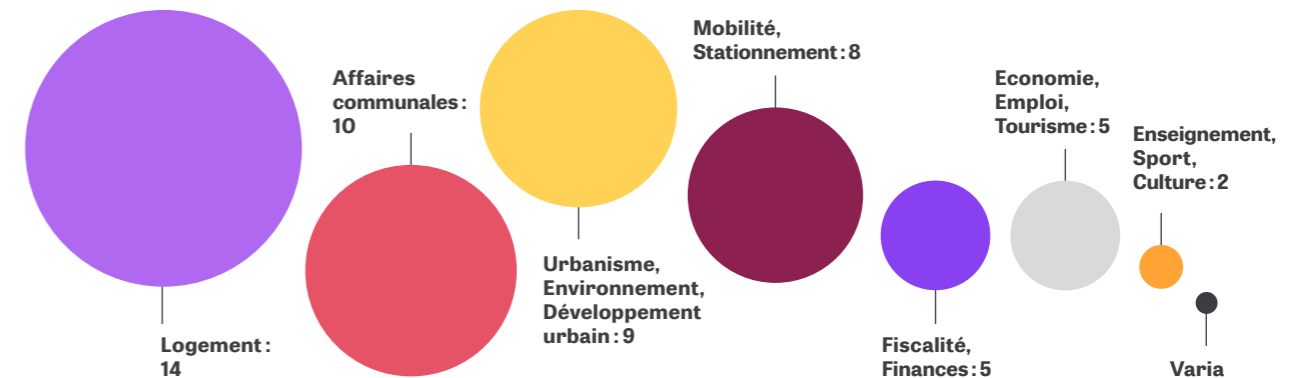 Logement :
14
Affaires
communales :
10
Urbanisme,
Environnement,
Développement
urbain : 9
Mobilité,
Stationnement : 8
Fiscalité,
Finances : 5
Economie,
Emploi,
Tourisme : 5
Enseignement,
Sport,
Culture : 2
Varia